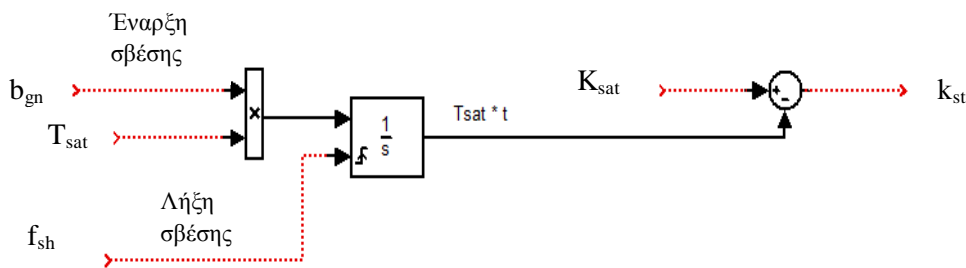 Έναρξη
σβέσης
b_gn
T_sat
×
1
s
Tsat * t
K_sat
+
-
k_st
Λήξη
σβέσης
f_sh